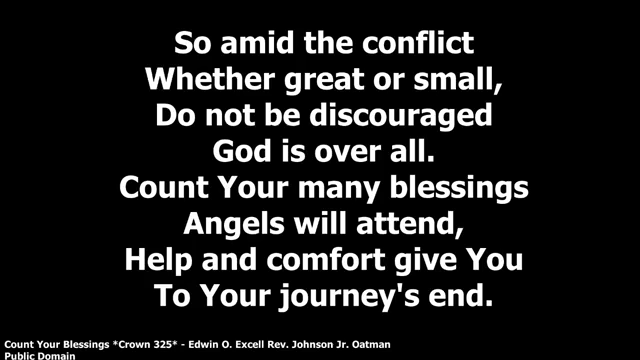 So amid the conflict
Whether great or small,
Do not be discouraged
God is over all.
Count Your many blessings
Angels will attend,
Help and comfort give You
To Your journey's end.
Count Your Blessings *Crown 325* - Edwin O. Excell Rev. Johnson Jr. Oatman
Public Domain